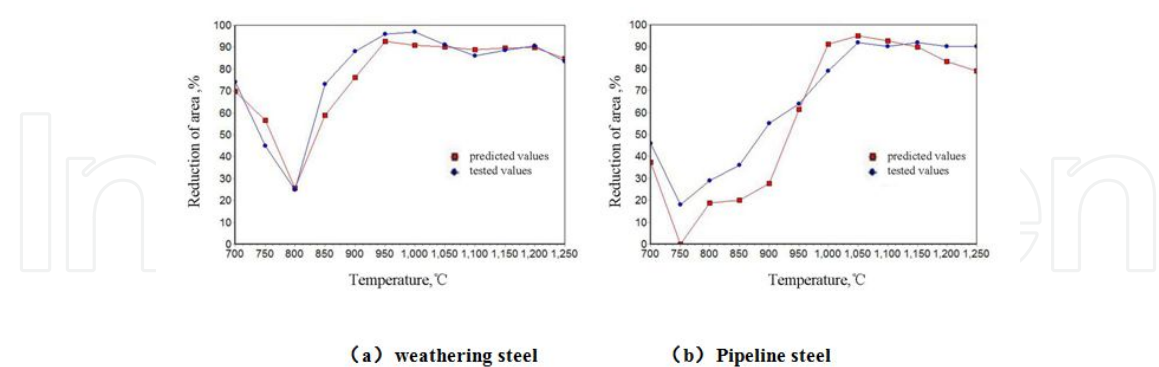 100
90
80
70
60
50
40
30
20
10
0
Reduction of area ,%
predicted values
tested values
700 750 800 850 900 950 1,000 1,050 1,100 1,150 1,200 1,250
Temperature,℃
（a）weathering steel
100
90
80
70
60
50
40
30
20
10
0
Reduction of area ,%
predicted values
tested values
700 750 800 850 900 950 1,000 1,050 1,100 1,150 1,200 1,250
Temperature,℃
（b）Pipeline steel